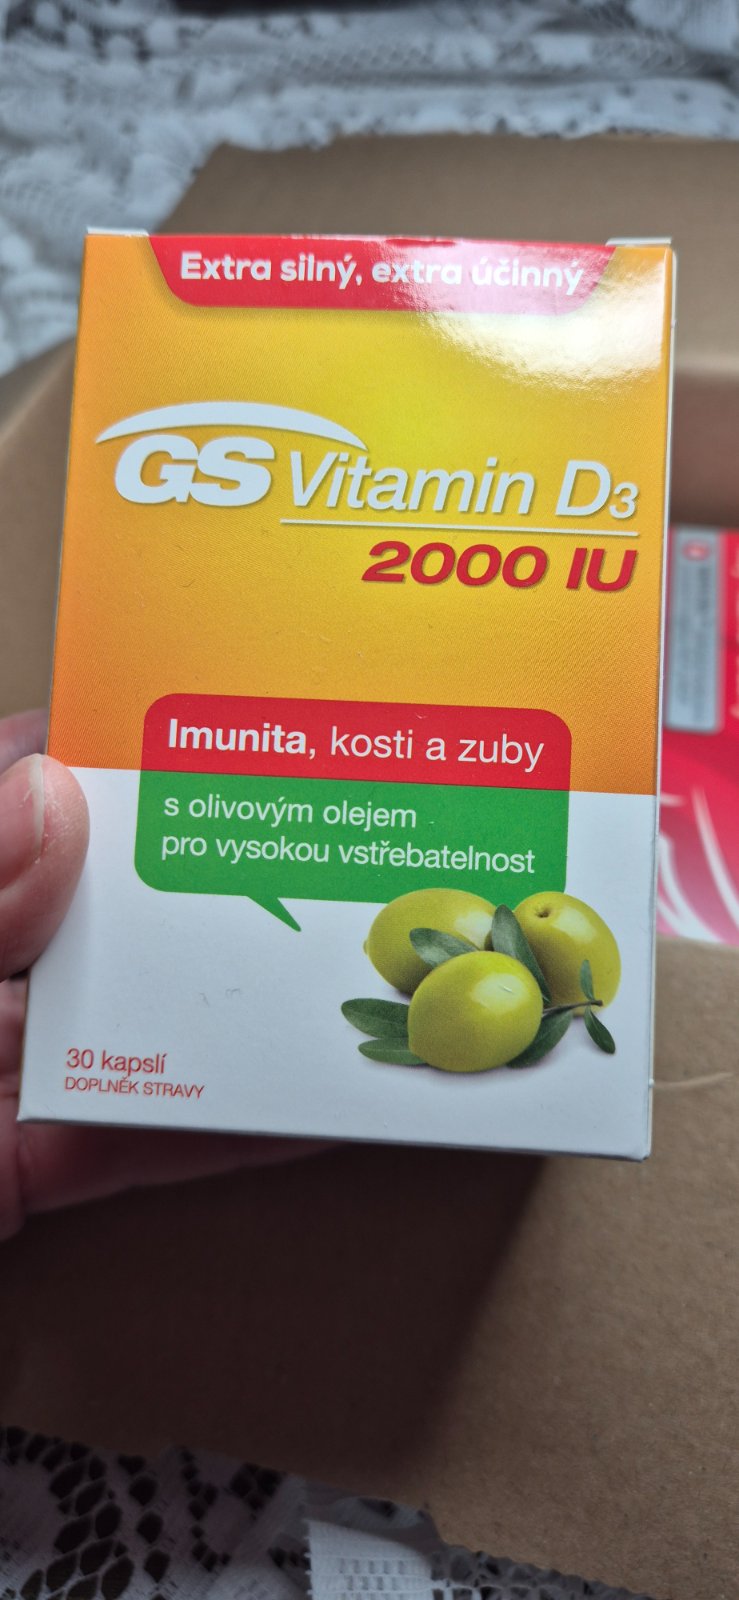 Extra silný, extra účinný
GS Vitamin D3
2000 IU
Imunita, kosti a zuby
s olivovým olejem
pro vysokou vstřebatelnost
30 kapslí
DOPLNĚK STRAVY